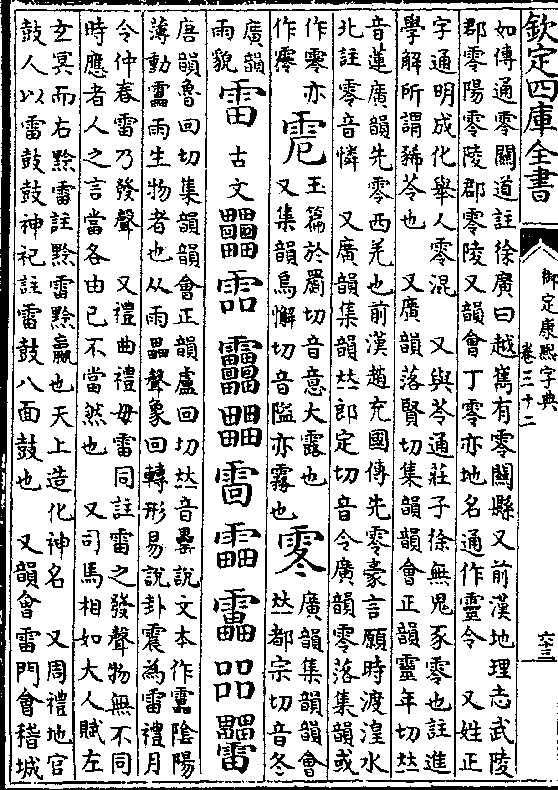 欽定四庫全書
御定康熙字典
卷三十二
六十三
如傳通零關道註徐廣曰越嶲有零關縣又前漢地理志武陵
郡零陽零陵郡零陵又韻會丁零亦地名通作靈令 又姓正
字通明成化舉人零混 又與苓通莊子徐無鬼豕零也註進
學解所謂豨苓也 又廣韻落賢切集韻韻會正韻靈年切𠀤
音蓮廣韻先零西羌也前漢趙充國傳先零豪言願時渡湟水
北註零音憐 又廣韻集韻𠀤郎定切音令廣韻零落集韻或
作亦
作
玉篇於罽切音意大露也
又集韻烏懈切音隘亦霧也
䨦
廣韻集韻韻會
𠀤都宗切音冬
廣韻
雨貌
雷 古文 靁
唐韻魯回切集韻韻會正韻盧回切𠀤音罍說文本作靁陰陽
薄動靁雨生物者也从雨畾聲象回轉形易說卦震為雷禮月
令仲春雷乃發聲 又禮曲禮毋雷同註雷之發聲物無不同
時應者人之言當各由己不當然也 又司馬相如大人賦左
玄冥而右黔雷註黔雷黔嬴也天上造化神名 又周禮地官
鼓人以雷鼓鼓神祀註雷鼓八面鼓也 又韻會雷門會稽城